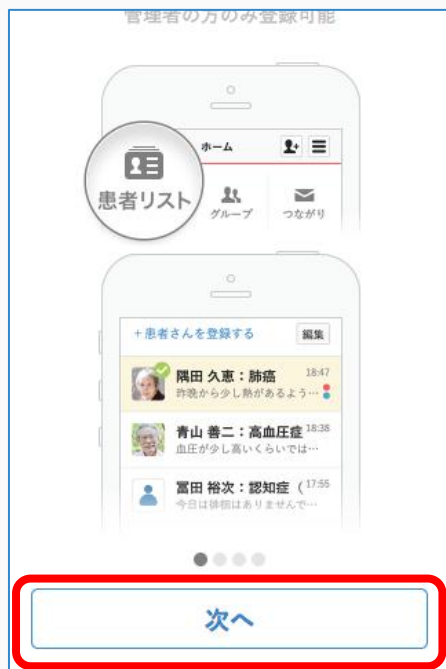 管理者の方のみ登録可能
ホーム
患者リスト
グループ
つながり
+患者さんを登録する
編集
隅田 久恵：肺癌
18:47
昨晩から少し熱があるよう…
青山 善二：高血圧症
18:38
血圧が少し高いくらいでは…
冨田 裕次：認知症（
17:55
今日は徘徊はありませんで…
次へ